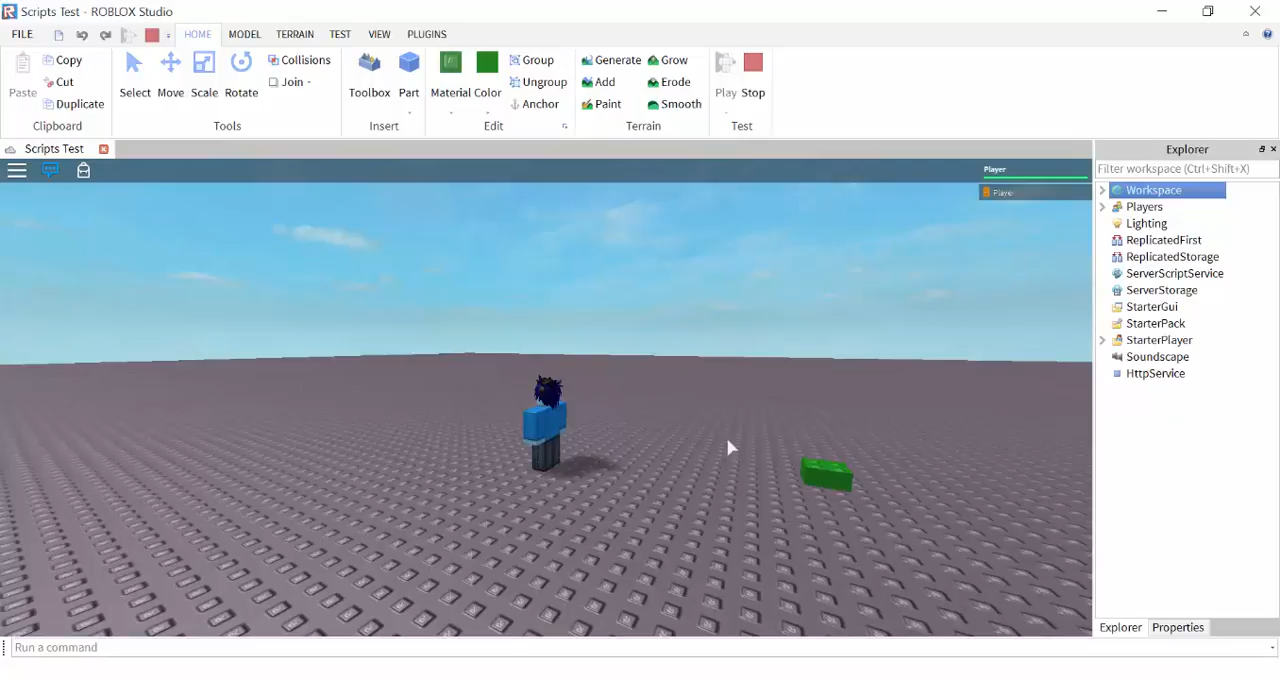 Scripts Test - ROBLOX Studio
FILE HOME MODEL TERRAIN TEST VIEW PLUGINS
Paste Copy Cut Duplicate
Clipboard
Select Move Scale Rotate Collisions Join
Tools
Toolbox Part
Insert
Material Color Group Ungroup Anchor
Edit
Generate Add Paint Grow Erode Smooth
Terrain
Play Stop
Test
Scripts Test
Player
Player
Explorer
Filter workspace (Ctrl+Shift+X)
Workspace
Players
Lighting
ReplicatedFirst
ReplicatedStorage
ServerScriptService
ServerStorage
StarterGui
StarterPack
StarterPlayer
Soundscape
HttpService
Explorer Properties
Run a command